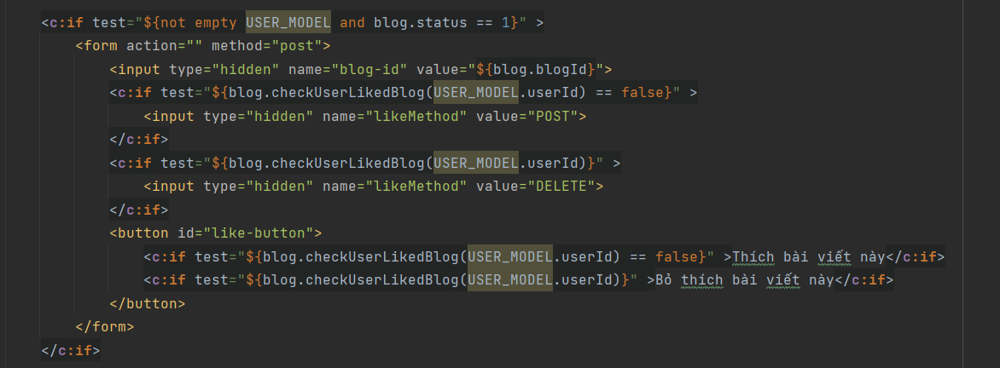 <c:if test="${not empty USER_MODEL and blog.status == 1}" >
<form action="" method="post">
<input type="hidden" name="blog-id" value="${blog.blogId}">
<c:if test="${blog.checkUserLikedBlog(USER_MODEL.userId) == false}" >
<input type="hidden" name="likeMethod" value="POST">
</c:if>
<c:if test="${blog.checkUserLikedBlog(USER_MODEL.userId)}" >
<input type="hidden" name="likeMethod" value="DELETE">
</c:if>
<button id="like-button">
<c:if test="${blog.checkUserLikedBlog(USER_MODEL.userId) == false}" >Thích bài viết này</c:if>
<c:if test="${blog.checkUserLikedBlog(USER_MODEL.userId)}" >Bỏ thích bài viết này</c:if>
</button>
</form>
</c:if>